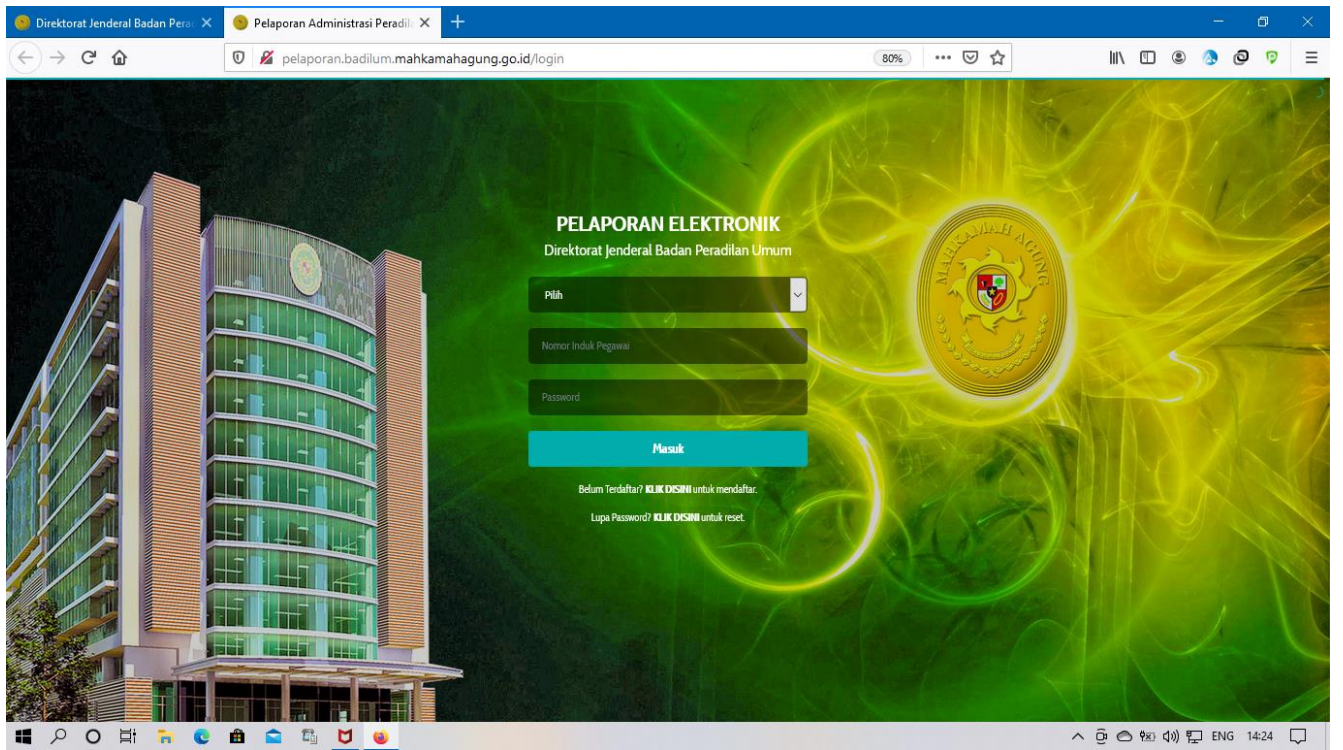 Direktorat Jenderal Badan Perad
Pelaporan Administrasi Peradila
pelaporan.badilum.mahkamahagung.go.id/login
80%
PELAPORAN ELEKTRONIK
Direktorat Jenderal Badan Peradilan Umum
MAHKAMAH AGUNG
Pilih
Nomor Induk Pegawai
Password
Masuk
Belum Terdaftar? KLIK DISINI untuk mendaftar.
Lupa Password? KLIK DISINI untuk reset.
ENG 14:24